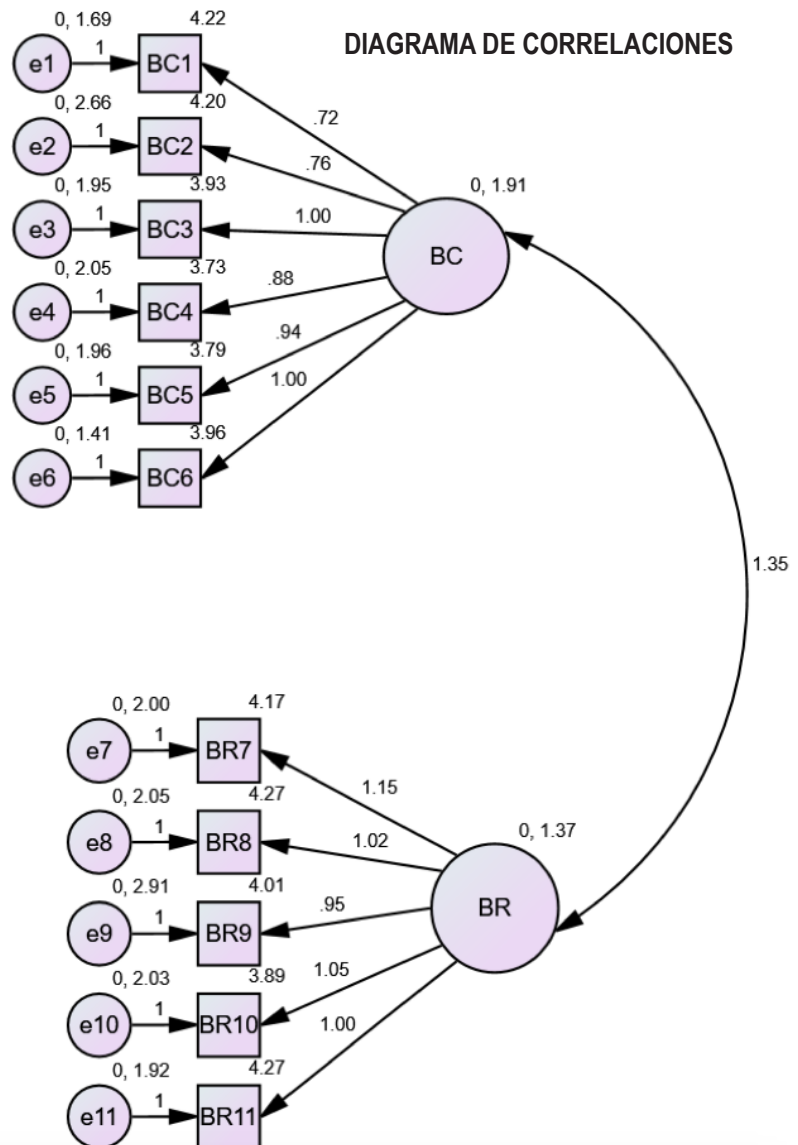 DIAGRAMA DE CORRELACIONES
0, 1.69
4.22
e1
1
BC1
0, 2.66
4.20
e2
1
BC2
0, 1.95
3.93
e3
1
BC3
0, 2.05
3.73
e4
1
BC4
0, 1.96
3.79
e5
1
BC5
0, 1.41
3.96
e6
1
BC6
.72
.76
1.00
.88
.94
1.00
0, 1.91
BC
1.35
0, 2.00
4.17
e7
1
BR7
0, 2.05
4.27
e8
1
BR8
0, 2.91
4.01
e9
1
BR9
0, 2.03
3.89
e10
1
BR10
0, 1.92
4.27
e11
1
BR11
1.15
1.02
.95
1.05
1.00
0, 1.37
BR